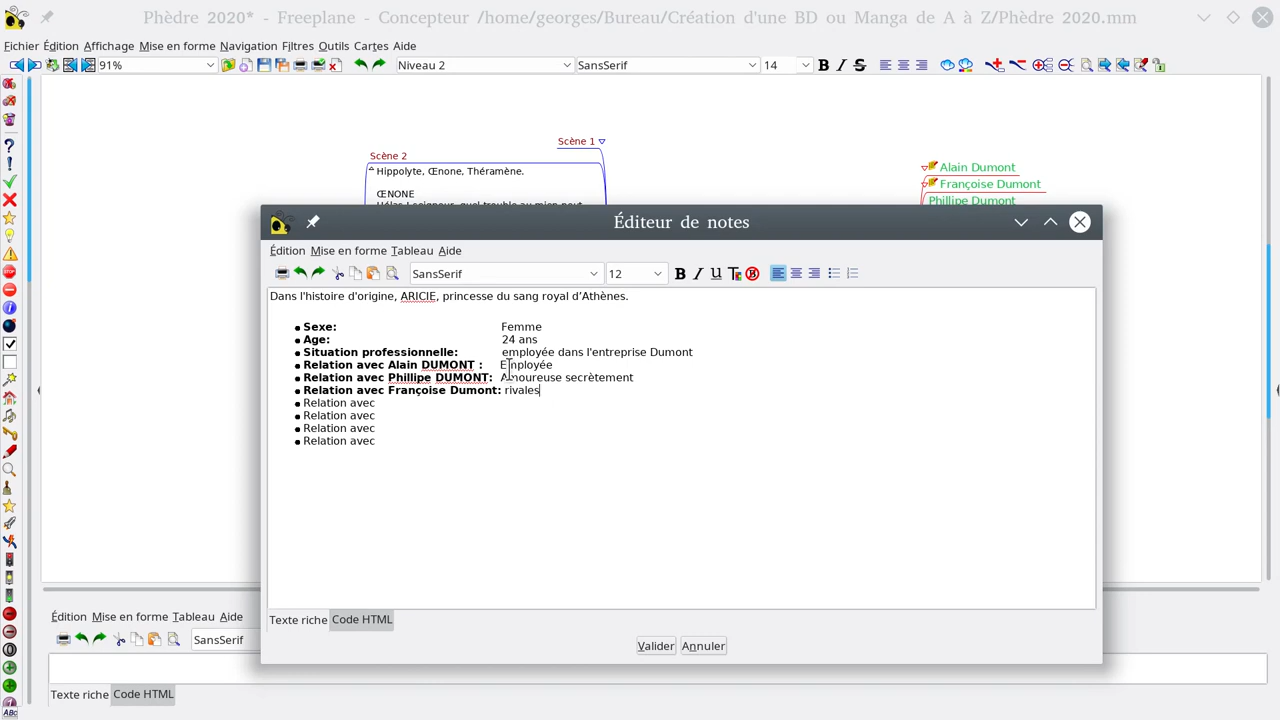 Phèdre 2020* - Freeplane - Concepteur /home/georges/Bureau/Création d'une BD ou Manga de A à Z/Phèdre 2020.mm
Fichier Édition Affichage Mise en forme Navigation Filtres Outils Cartes Aide
91% Niveau 2 SansSerif 14
Scène 1
Scène 2
Hippolyte, Œnone, Théramène.
ŒNONE
Alain Dumont
Françoise Dumont
Phillipe Dumont
Éditeur de notes
Édition Mise en forme Tableau Aide
SansSerif 12
Dans l'histoire d'origine, ARICIE, princesse du sang royal d’Athènes.
Sexe: Femme
Age: 24 ans
Situation professionnelle: employée dans l'entreprise Dumont
Relation avec Alain DUMONT : Employée
Relation avec Phillipe DUMONT: Amoureuse secrètement
Relation avec Françoise Dumont: rivales
Relation avec
Relation avec
Relation avec
Relation avec
Texte riche Code HTML
Valider Annuler
Édition Mise en forme Tableau Aide
SansSerif
Texte riche Code HTML